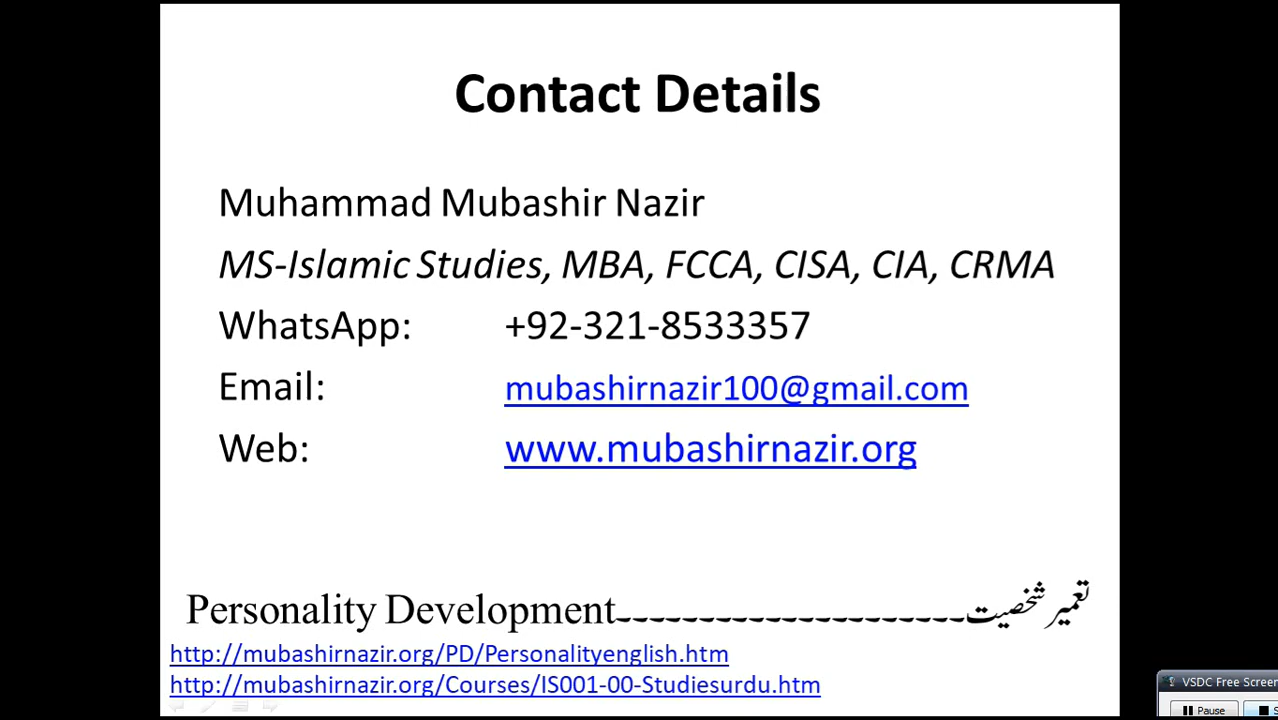 Contact Details
Muhammad Mubashir Nazir
MS-Islamic Studies, MBA, FCCA, CISA, CIA, CRMA
WhatsApp: +92-321-8533357
Email: mubashirnazir100@gmail.com
Web: www.mubashirnazir.org
Personality Development---------------------تعمیر شخصیت
http://mubashirnazir.org/PD/Personalityenglish.htm
http://mubashirnazir.org/Courses/IS001-00-Studiesurdu.htm
VSDC Free Screen
Pause